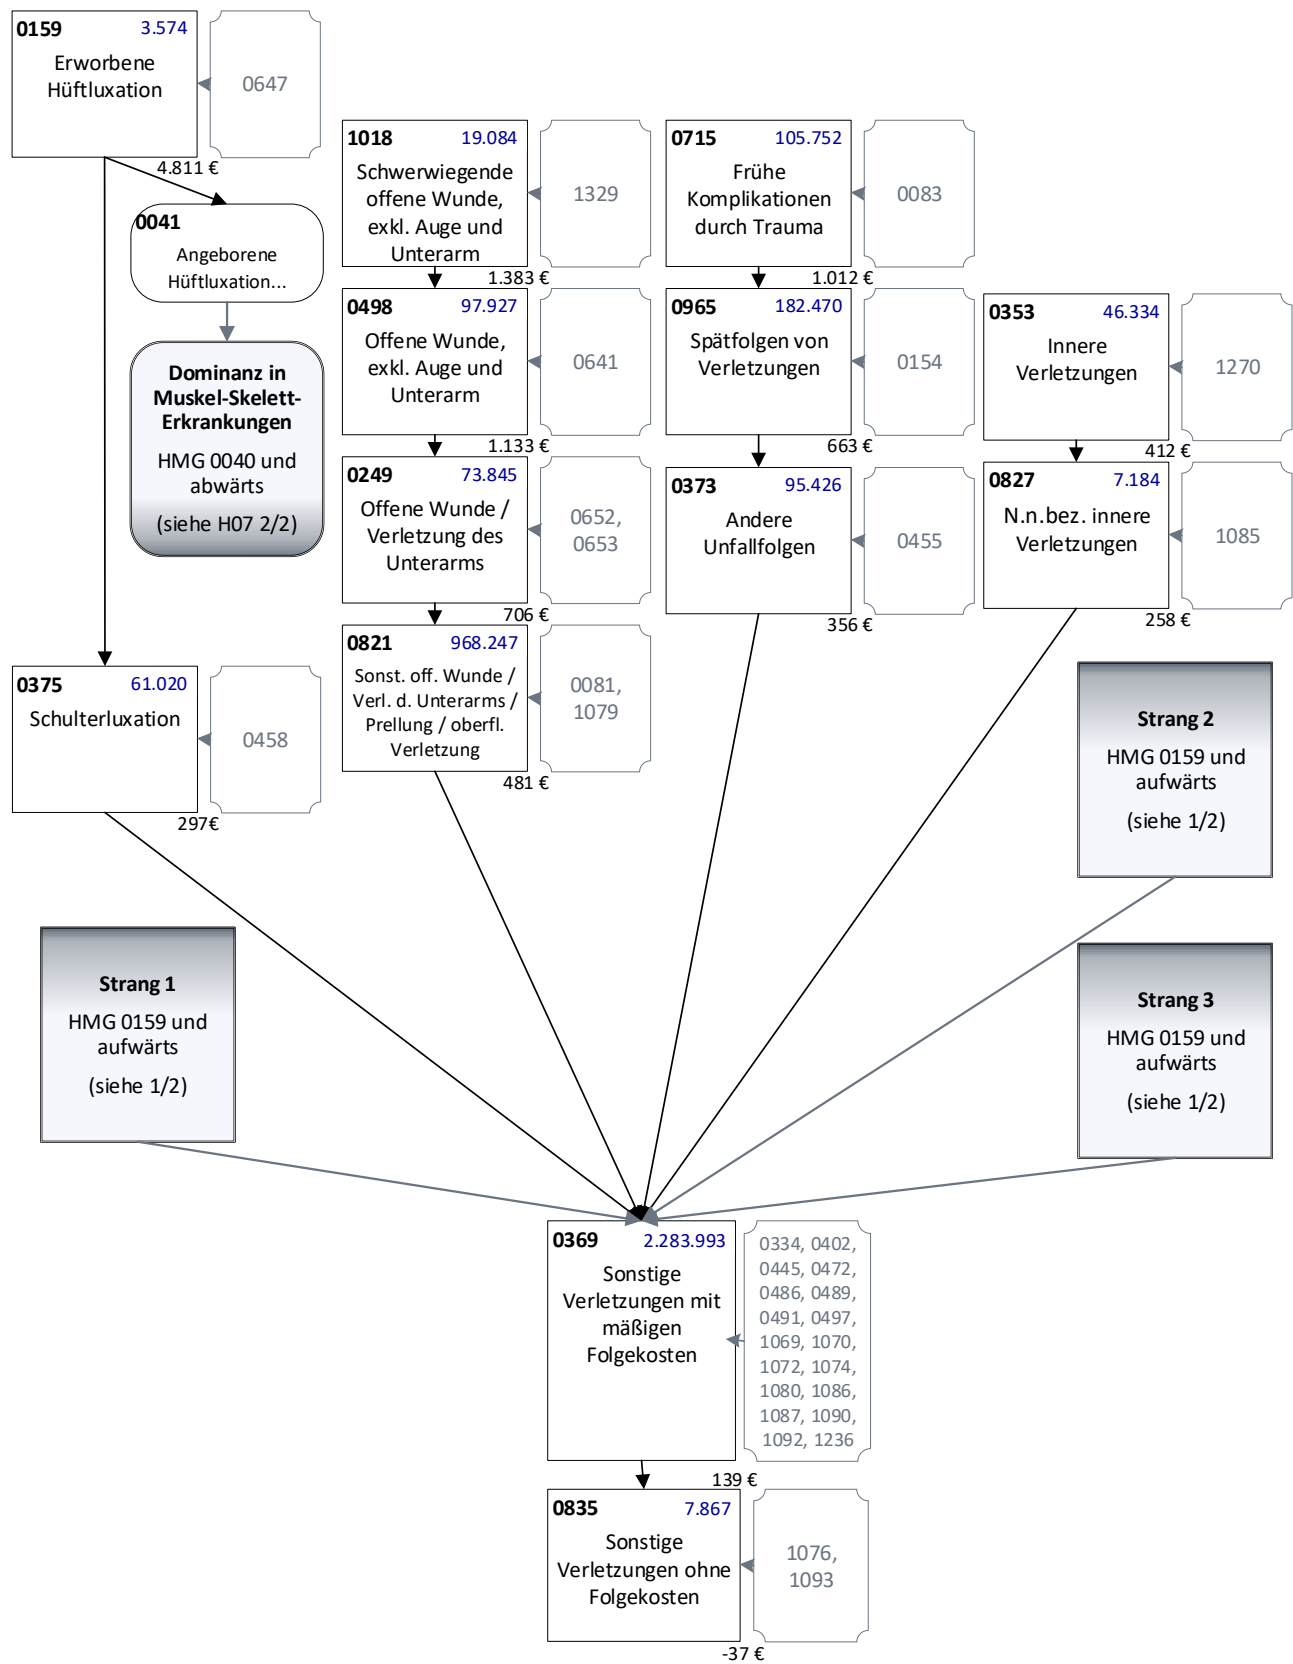 0159 3.574
Erworbene
Hüftluxation
0647
4.811 €
0041
Angeborene
Hüftluxation...
Dominanz in
Muskel-Skelett-
Erkrankungen
HMG 0040 und
abwärts
(siehe H07 2/2)
0375 61.020
Schulterluxation
0458
297€
1018 19.084
Schwerwiegende
offene Wunde,
exkl. Auge und
Unterarm
1329
1.383 €
0498 97.927
Offene Wunde,
exkl. Auge und
Unterarm
0641
1.133 €
0249 73.845
Offene Wunde /
Verletzung des
Unterarms
0652,
0653
706 €
0821 968.247
Sonst. off. Wunde /
Verl. d. Unterarms /
Prellung / oberfl.
Verletzung
0081,
1079
481 €
0715 105.752
Frühe
Komplikationen
durch Trauma
0083
1.012 €
0965 182.470
Spätfolgen von
Verletzungen
0154
663 €
0373 95.426
Andere
Unfallfolgen
0455
356 €
0353 46.334
Innere
Verletzungen
1270
412 €
0827 7.184
N.n.bez. innere
Verletzungen
1085
258 €
Strang 2
HMG 0159 und
aufwärts
(siehe 1/2)
Strang 1
HMG 0159 und
aufwärts
(siehe 1/2)
Strang 3
HMG 0159 und
aufwärts
(siehe 1/2)
0369 2.283.993
Sonstige
Verletzungen mit
mäßigen
Folgekosten
0334, 0402,
0445, 0472,
0486, 0489,
0491, 0497,
1069, 1070,
1072, 1074,
1080, 1086,
1087, 1090,
1092, 1236
139 €
0835 7.867
Sonstige
Verletzungen ohne
Folgekosten
1076,
1093
-37 €